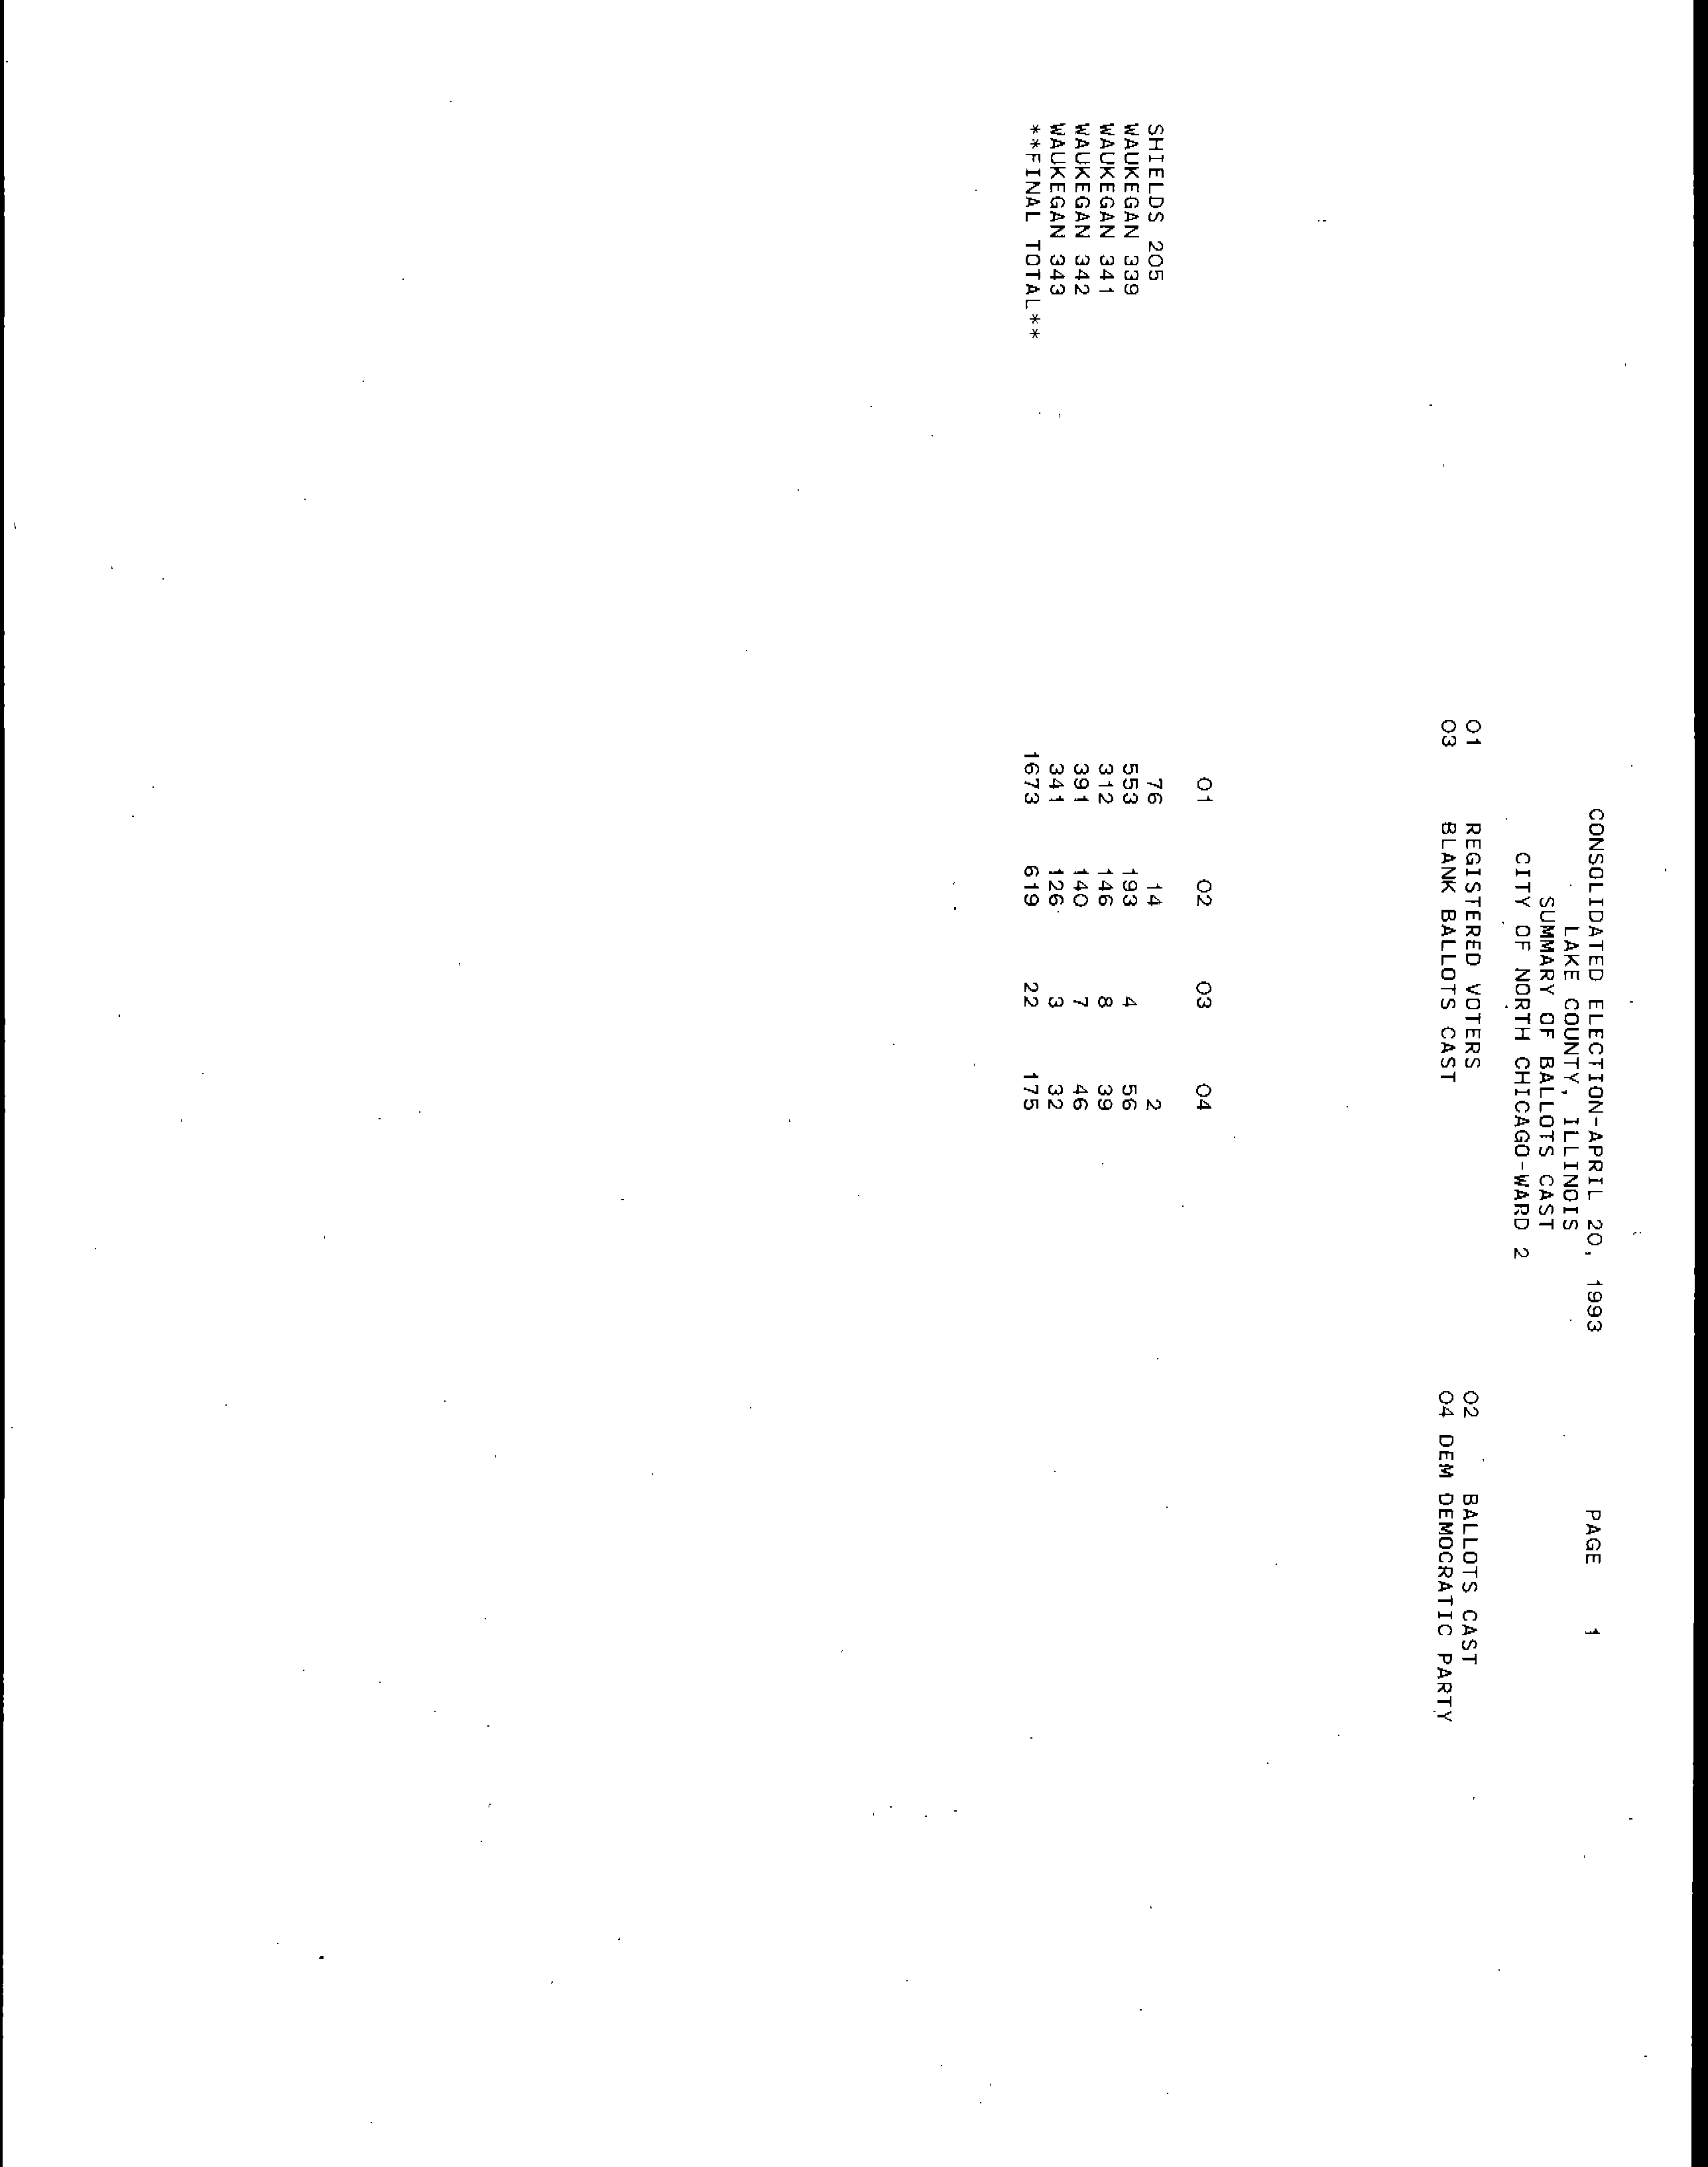 CONSOLIDATED ELECTION-APRIL 20, 1993 PAGE 1
LAKE COUNTY, ILLINOIS
SUMMARY OF BALLOTS CAST
CITY OF NORTH CHICAGO-WARD 2
01 REGISTERED VOTERS 02 BALLOTS CAST
03 BLANK BALLOTS CAST 04 DEM DEMOCRATIC PARTY
01 02 03 04
SHIELDS 205 76 14 2
WAUKEGAN 339 553 193 4 56
WAUKEGAN 341 312 146 8 39
WAUKEGAN 342 391 140 7 46
WAUKEGAN 343 341 126 3 32
**FINAL TOTAL** 1673 619 22 175